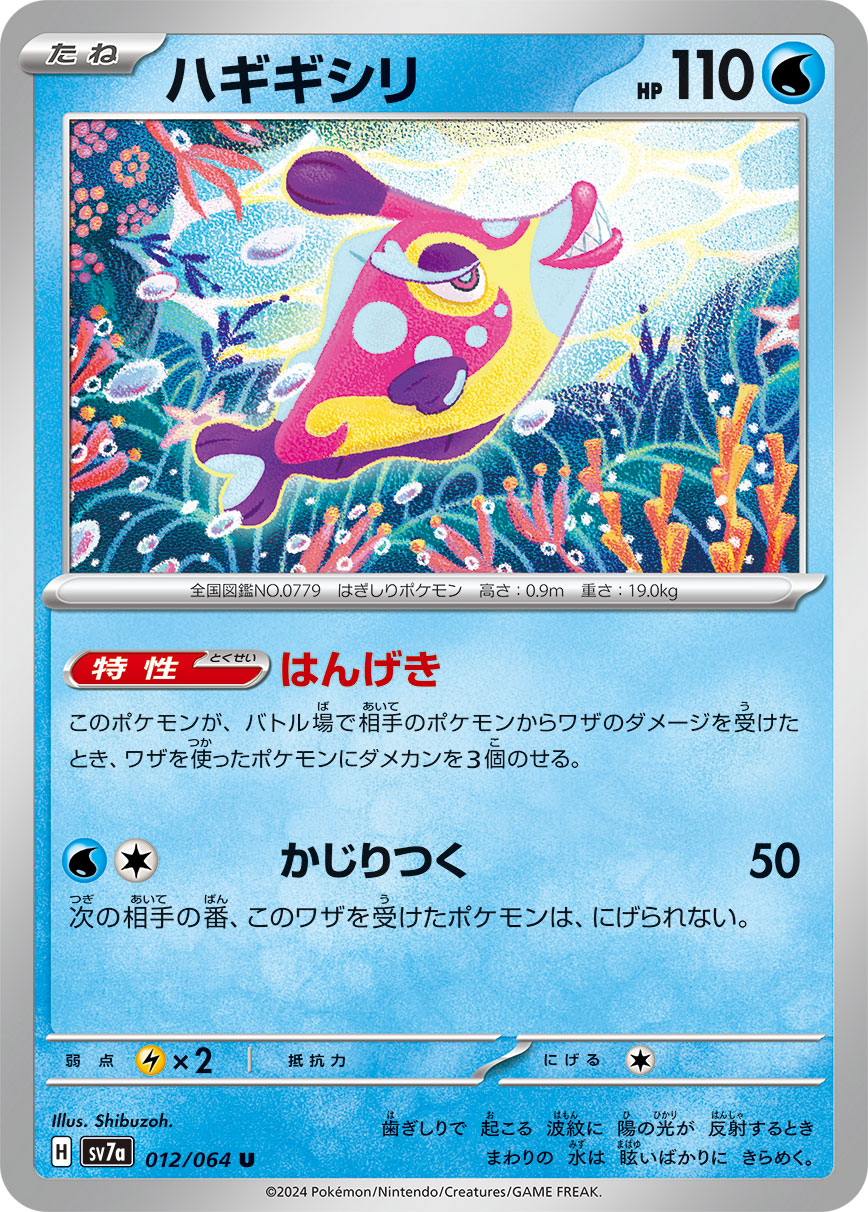 たね ハギギシリ HP 110
全国図鑑NO.0779 はぎしりポケモン 高さ：0.9m 重さ：19.0kg
特性 とくせい はんげき
このポケモンが、バトル場で相手のポケモンからワザのダメージを受けた
とき、ワザを使ったポケモンにダメカンを3個のせる。
かじりつく 50
次の相手の番、このワザを受けたポケモンは、にげられない。
弱点 ×2 抵抗力 にげる
Illus. Shibuzoh.
歯ぎしりで 起こる 波紋に 陽の光が 反射するとき
まわりの 水は 眩いばかりに きらめく。
H sv7a 012/064 U
©2024 Pokémon/Nintendo/Creatures/GAME FREAK.